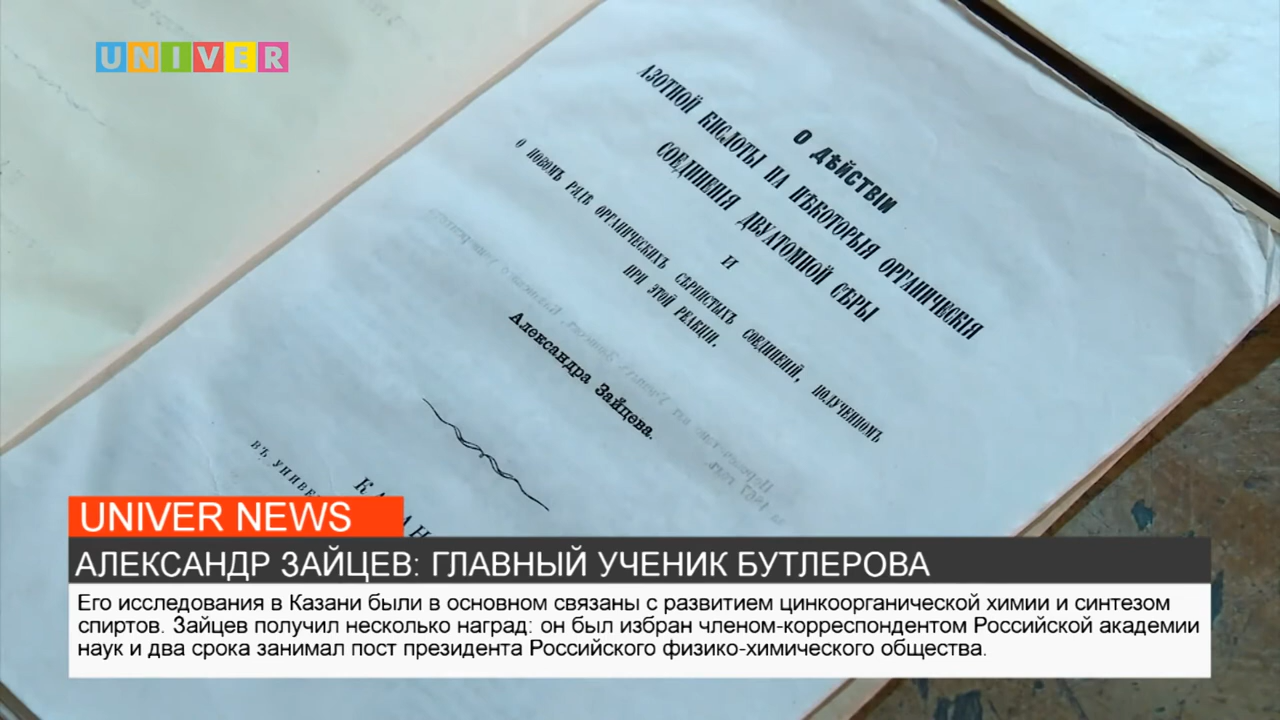 UNIVER
О ДѢЙСТВІИ
АЗОТНОЙ КИСЛОТЫ НА НѢКОТОРЫЯ ОРГАНИЧЕСКІЯ
СОЕДИНЕНІЯ ДВУАТОМНОЙ СѢРЫ
И
О НОВОМЪ РЯДѢ ОРГАНИЧЕСКИХЪ СѢРНИСТЫХЪ СОЕДИНЕНІЙ, ПОЛУЧЕННОМЪ
ПРИ ЭТОЙ РЕАКЦІИ.
Александра Зайцева.
UNIVER NEWS
АЛЕКСАНДР ЗАЙЦЕВ: ГЛАВНЫЙ УЧЕНИК БУТЛЕРОВА
Его исследования в Казани были в основном связаны с развитием цинкоорганической химии и синтезом
спиртов. Зайцев получил несколько наград: он был избран членом-корреспондентом Российской академии
наук и два срока занимал пост президента Российского физико-химического общества.